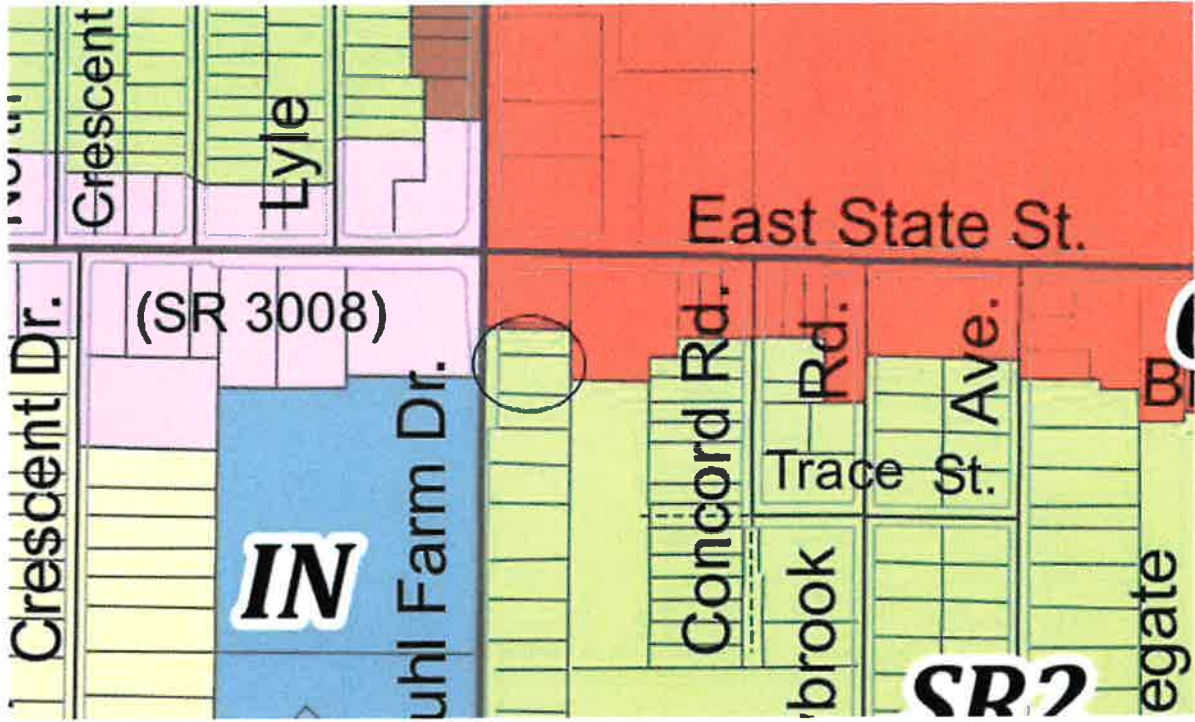 North
Crescent
Lyle
East State St.
(SR 3008)
Crescent Dr.
uhl Farm Dr.
Concord Rd.
Rd.
Ave.
B
Trace St.
IN
brook
egate
SR2